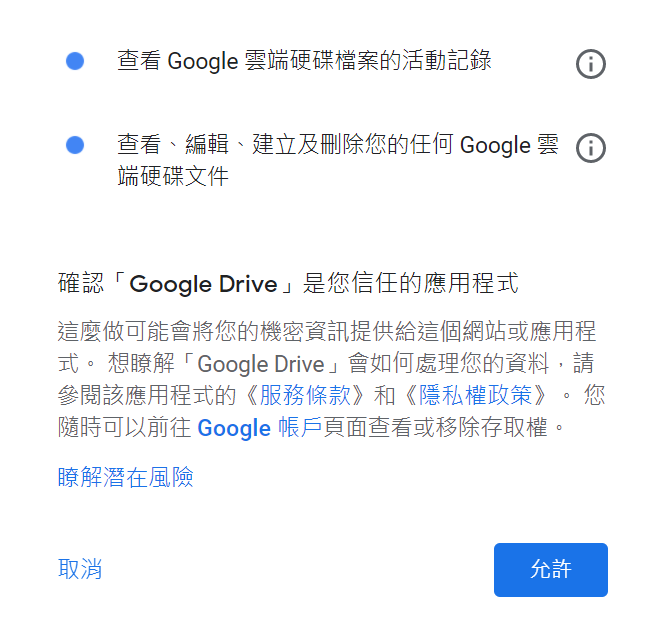 查看 Google 雲端硬碟檔案的活動記錄
查看、編輯、建立及刪除您的任何 Google 雲
端硬碟文件
確認「Google Drive」是您信任的應用程式
這麼做可能會將您的機密資訊提供給這個網站或應用程
式。 想瞭解「Google Drive」會如何處理您的資料，請
參閱該應用程式的《服務條款》和《隱私權政策》。 您
隨時可以前往 Google 帳戶頁面查看或移除存取權。
瞭解潛在風險
取消
允許